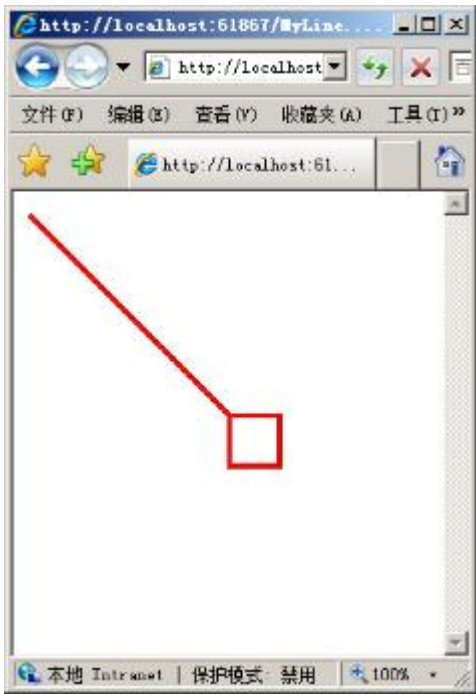 http://localhost:61867/MyLine....
http://localhost
文件(F) 编辑(E) 查看(V) 收藏夹(A) 工具(T) »
http://localhost:61...
本地 Intranet | 保护模式: 禁用 100%